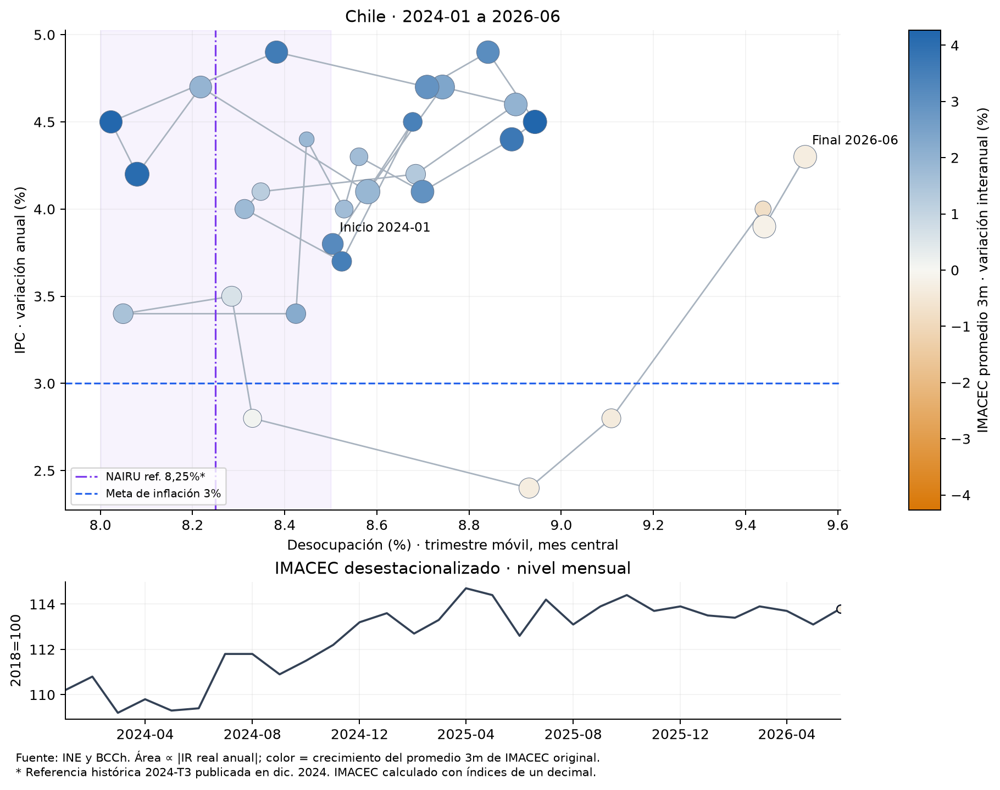 Chile · 2024-01 a 2026-06
IPC · variación anual (%)
5.0
4.5
4.0
3.5
3.0
2.5
Inicio 2024-01
Final 2026-06
NAIRU ref. 8,25%*
Meta de inflación 3%
8.0 8.2 8.4 8.6 8.8 9.0 9.2 9.4 9.6
Desocupación (%) · trimestre móvil, mes central
4
3
2
1
0
−1
−2
−3
−4
IMACEC promedio 3m · variación interanual (%)
IMACEC desestacionalizado · nivel mensual
2018=100
114
112
110
2024-04 2024-08 2024-12 2025-04 2025-08 2025-12 2026-04
Fuente: INE y BCCh. Área ∝ |IR real anual|; color = crecimiento del promedio 3m de IMACEC original.
* Referencia histórica 2024-T3 publicada en dic. 2024. IMACEC calculado con índices de un decimal.